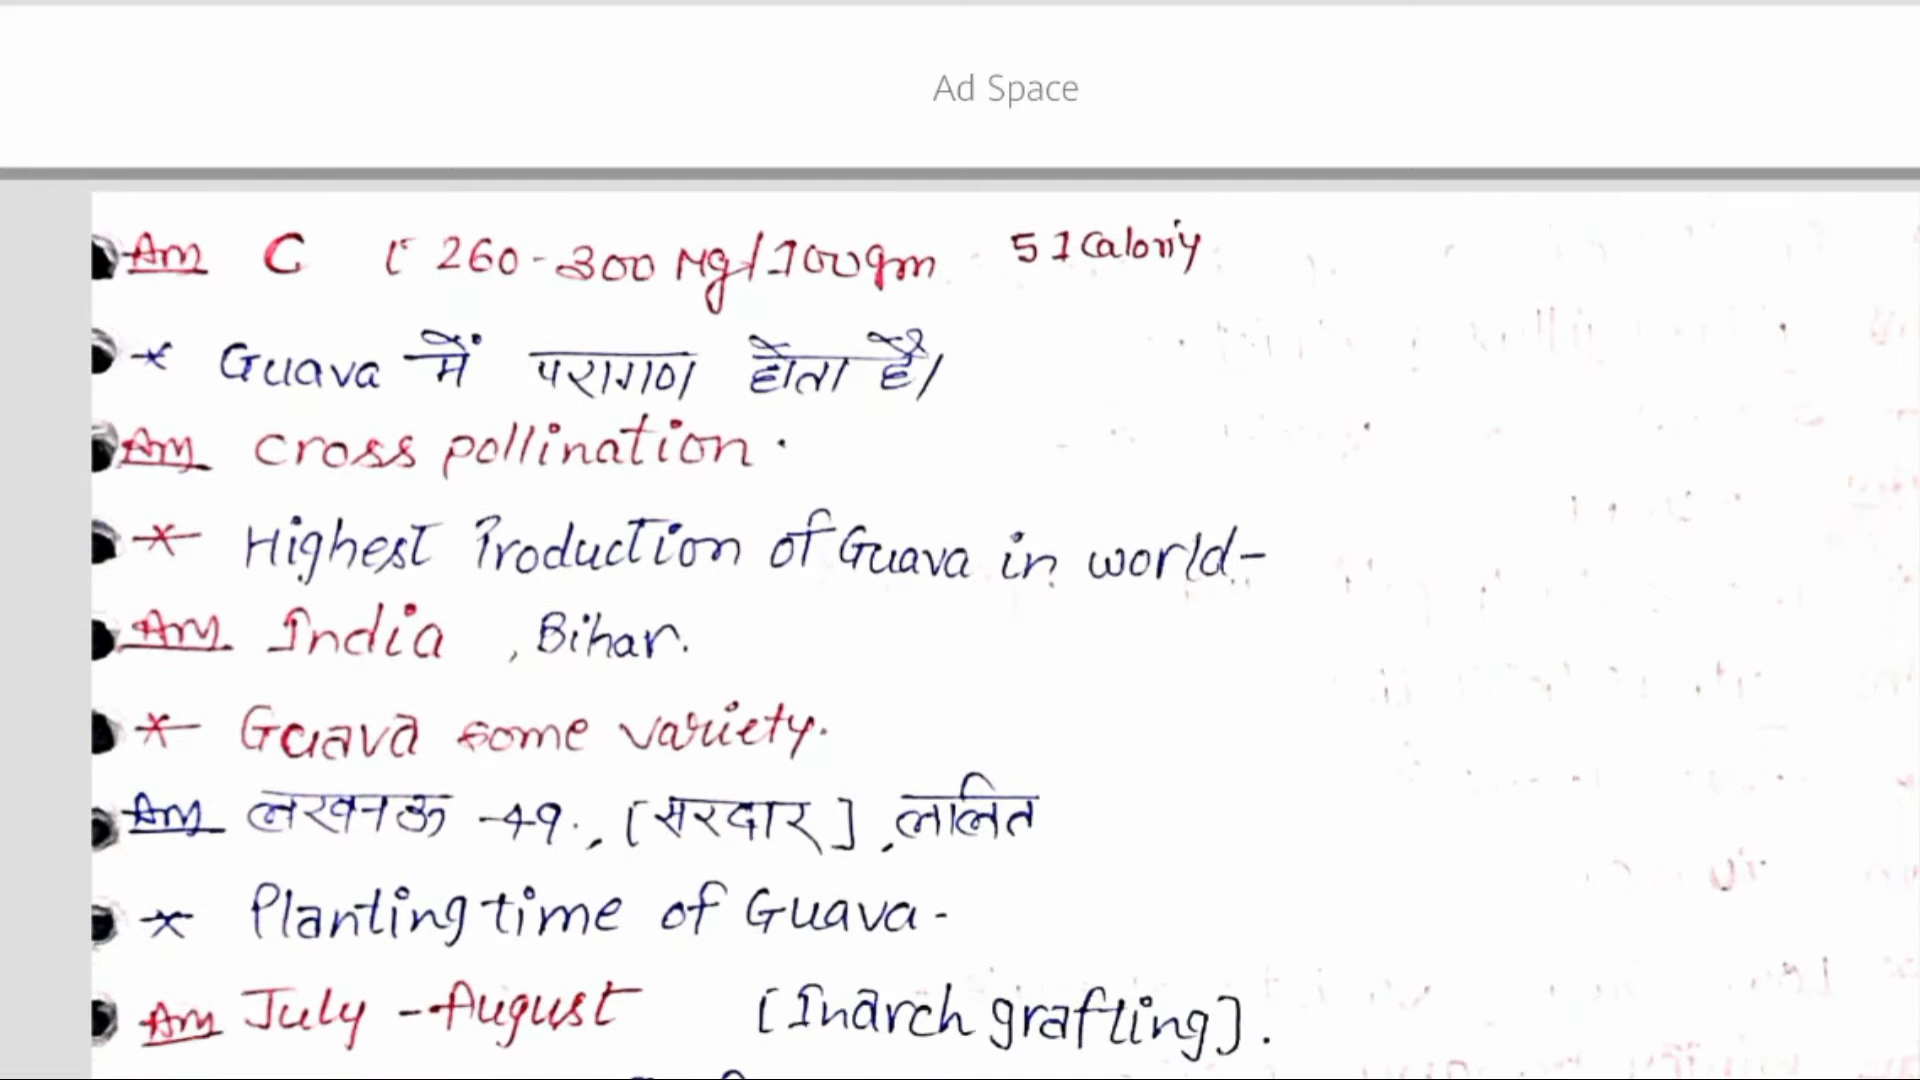 Ad Space
Ans C [ 260-300 Mg/100gm 51 Caloriy
* Guava में परागण होता है।
Ans Cross pollination.
* Highest Production of Guava in world-
Ans India , Bihar.
* Guava some variety.
Ans लखनऊ -49., [सरदार] , ललित
* Planting time of Guava-
Ans July - August [Inarch grafting].